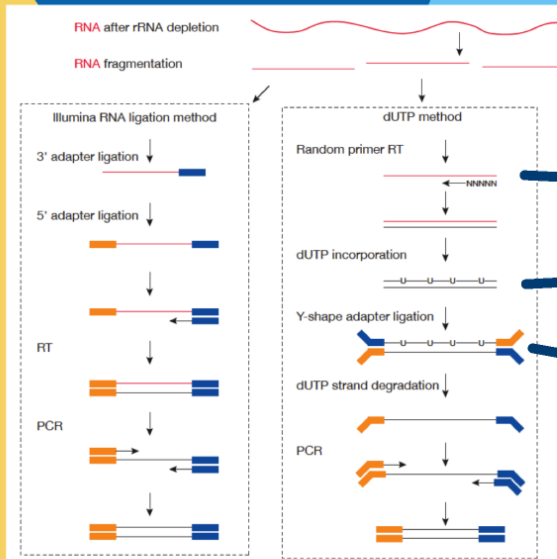 RNA after rRNA depletion
RNA fragmentation
Illumina RNA ligation method
3' adapter ligation
5' adapter ligation
RT
PCR
dUTP method
Random primer RT
NNNNN
dUTP incorporation
U U U U
Y-shape adapter ligation
U U U U
dUTP strand degradation
PCR